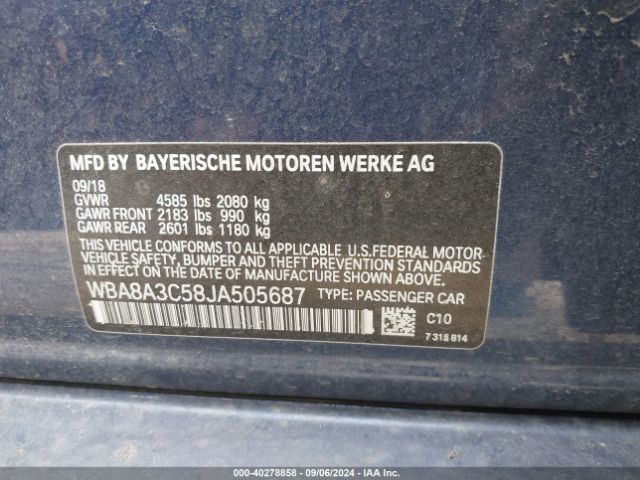 MFD BY BAYERISCHE MOTOREN WERKE AG
09/18
GVWR 4585 lbs 2080 kg
GAWR FRONT 2183 lbs 990 kg
GAWR REAR 2601 lbs 1180 kg
THIS VEHICLE CONFORMS TO ALL APPLICABLE U.S.FEDERAL MOTOR
VEHICLE SAFETY, BUMPER AND THEFT PREVENTION STANDARDS
IN EFFECT ON THE DATE OF MANUFACTURE SHOWN ABOVE.
WBA8A3C58JA505687 TYPE: PASSENGER CAR
C10
7315814
000-40278858 - 09/06/2024 - IAA Inc.